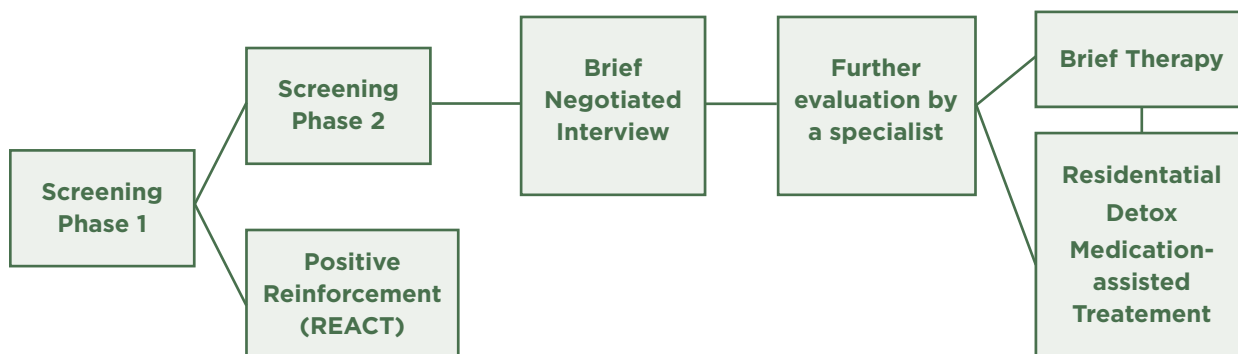 Screening
Phase 1
Screening
Phase 2
Positive
Reinforcement
(REACT)
Brief
Negotiated
Interview
Further
evaluation by
a specialist
Brief Therapy
Residentatial
Detox
Medication-
assisted
Treatement